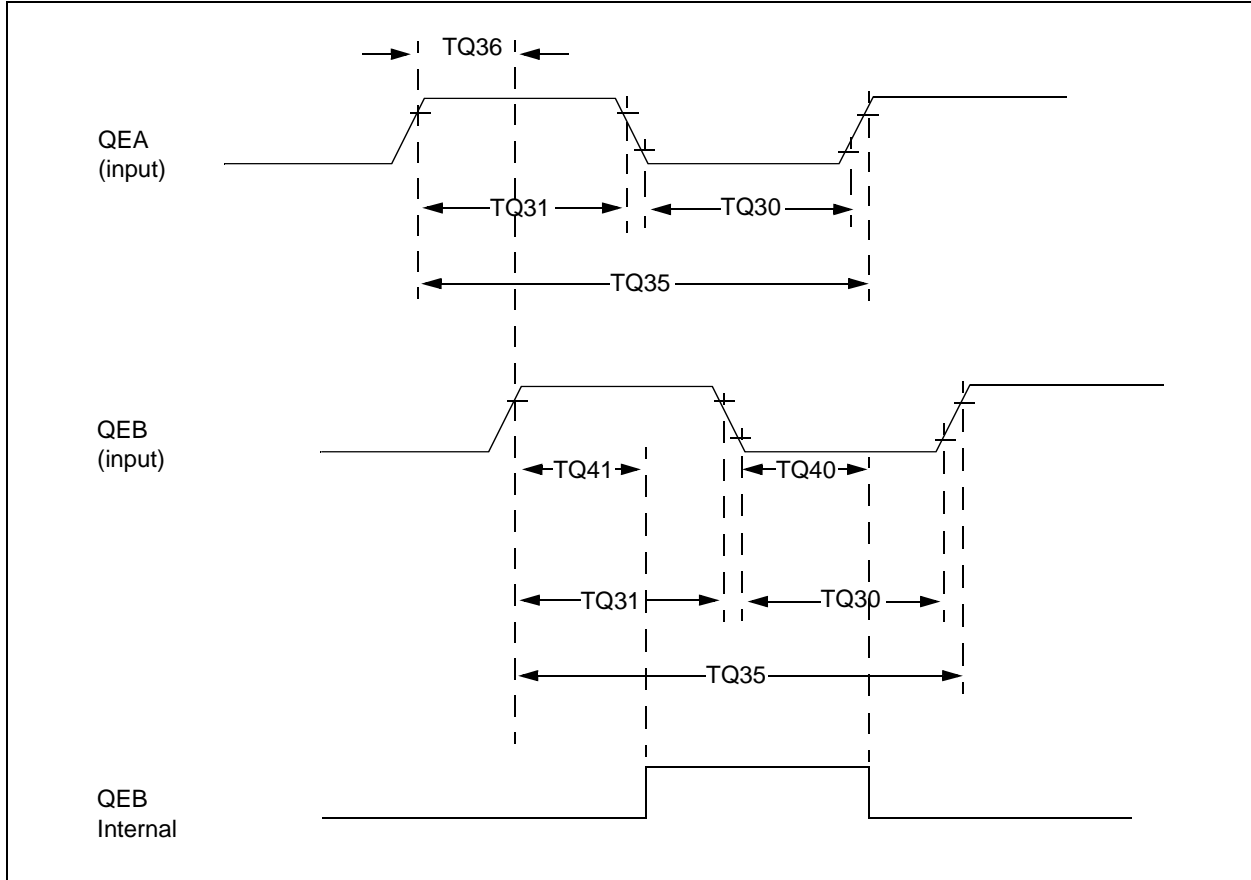 TQ36
QEA
(input)
TQ31
TQ30
TQ35
QEB
(input)
TQ41
TQ40
TQ31
TQ30
TQ35
QEB
Internal